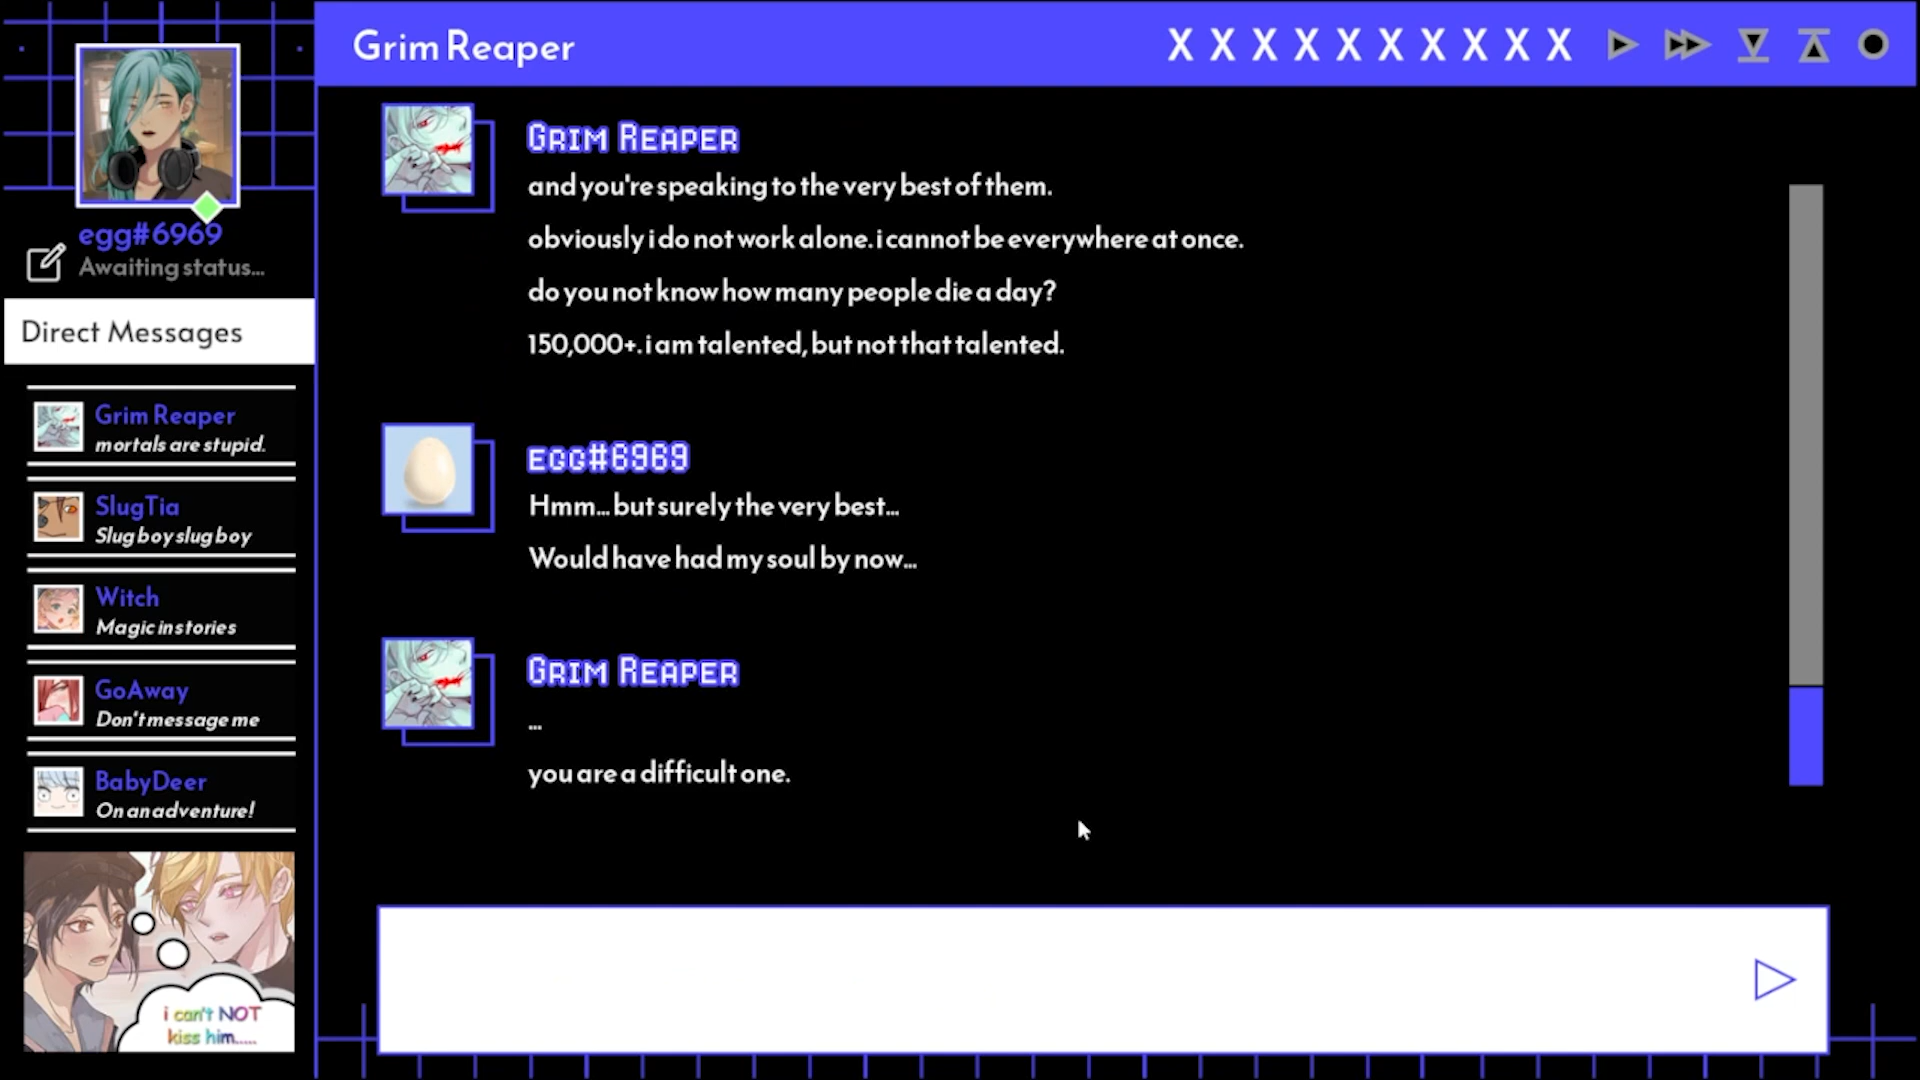 egg#6969
Awaiting status...
Direct Messages
Grim Reaper
mortals are stupid.
SlugTia
Slug boy slug boy
Witch
Magic in stories
GoAway
Don't message me
BabyDeer
On an adventure!
i can't NOT
kiss him.....
Grim Reaper
X X X X X X X X X X
Grim Reaper
and you're speaking to the very best of them.
obviously i do not work alone. i cannot be everywhere at once.
do you not know how many people die a day?
150,000+. i am talented, but not that talented.
egg#6969
Hmm... but surely the very best...
Would have had my soul by now...
Grim Reaper
...
you are a difficult one.